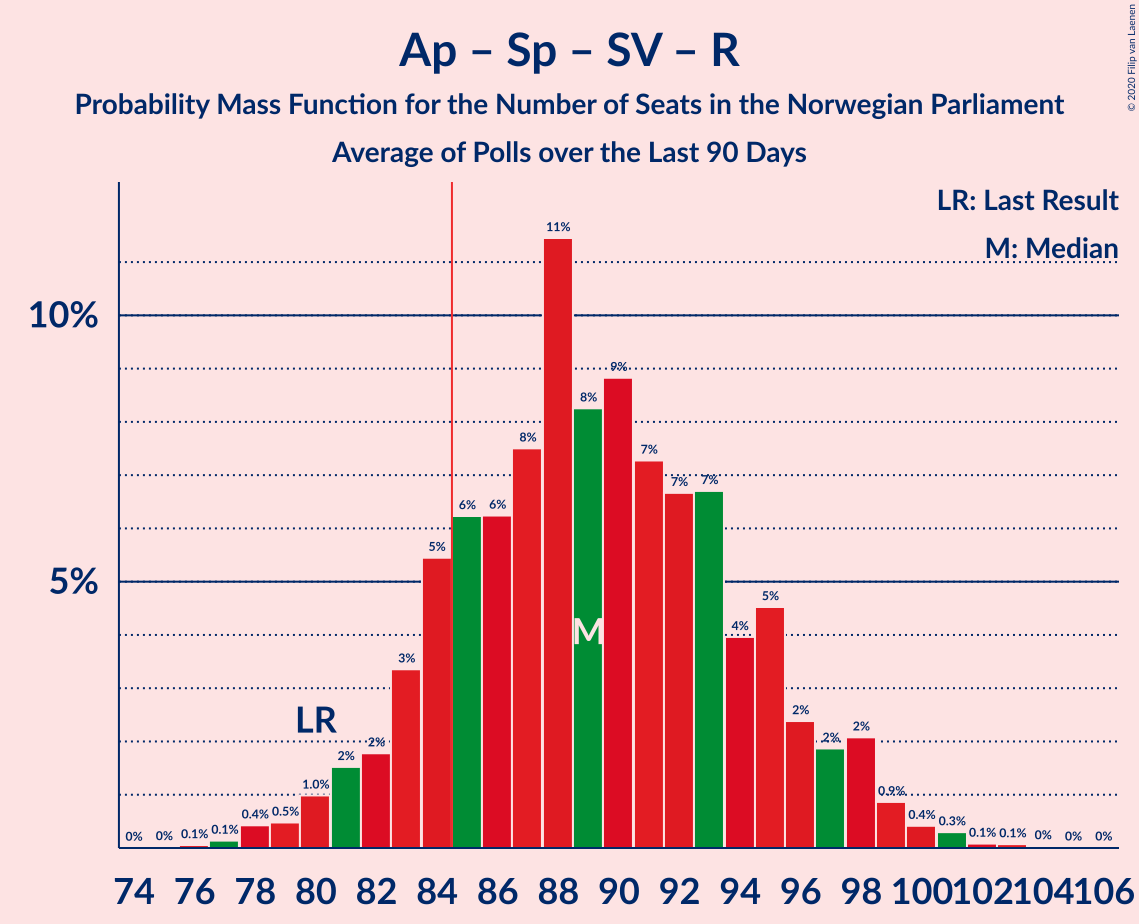 Ap – Sp – SV – R
Probability Mass Function for the Number of Seats in the Norwegian Parliament
Average of Polls over the Last 90 Days
© 2020 Filip van Laenen
LR: Last Result
M: Median
10%
5%
LR
M
0% 0% 0.1% 0.1% 0.4% 0.5% 1.0% 2% 2% 3% 5% 6% 6% 8% 11% 8% 9% 7% 7% 7% 4% 5% 2% 2% 2% 0.9% 0.4% 0.3% 0.1% 0.1% 0% 0% 0%
74 76 78 80 82 84 86 88 90 92 94 96 98 100 102 104 106